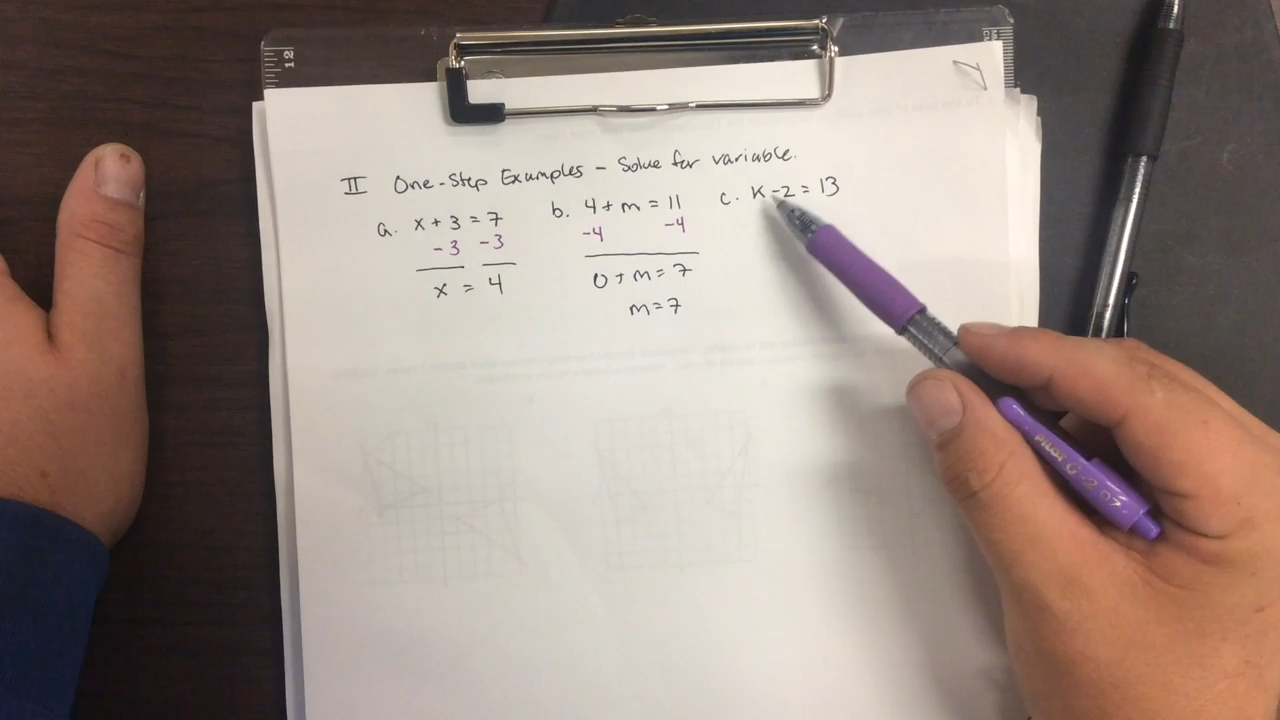 II One-Step Examples - Solve for variable.
a. x + 3 = 7
-3 -3
x = 4
b. 4 + m = 11
-4 -4
0 + m = 7
m = 7
c. K - 2 = 13
12
PILOT G-2 07